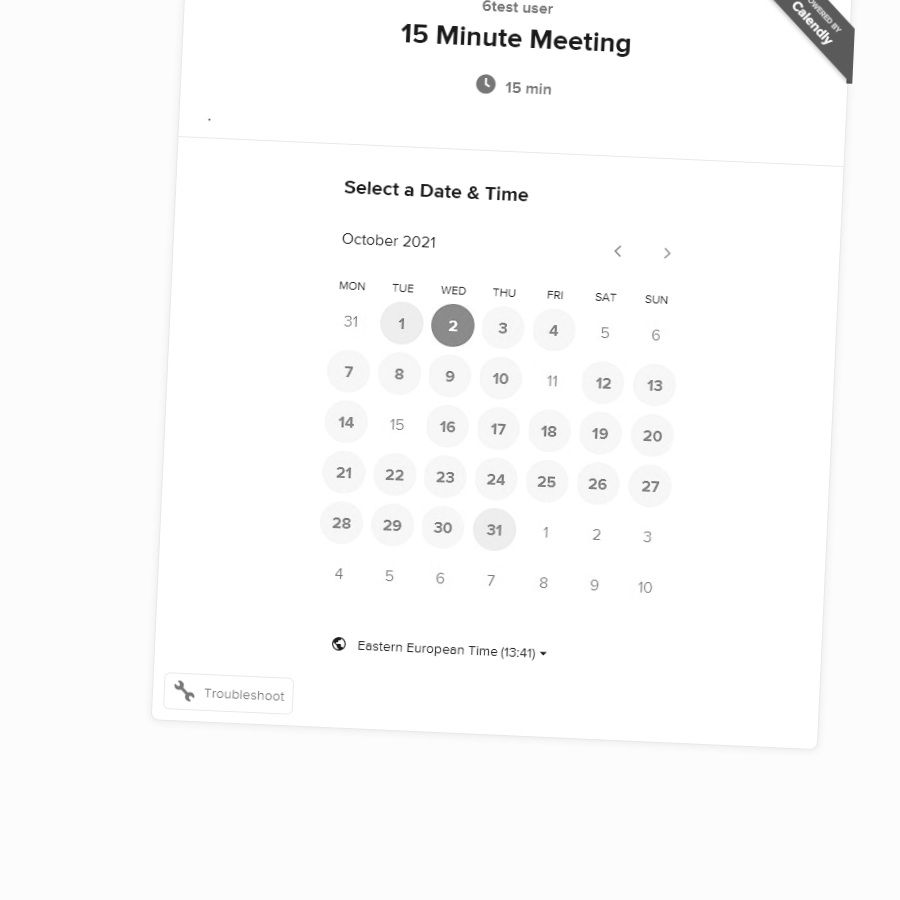 6test user
POWERED BY
Calendly
15 Minute Meeting
15 min
.
Select a Date & Time
October 2021
MON TUE WED THU FRI SAT SUN
31 1 2 3 4 5 6
7 8 9 10 11 12 13
14 15 16 17 18 19 20
21 22 23 24 25 26 27
28 29 30 31 1 2 3
4 5 6 7 8 9 10
Eastern European Time (13:41)
Troubleshoot